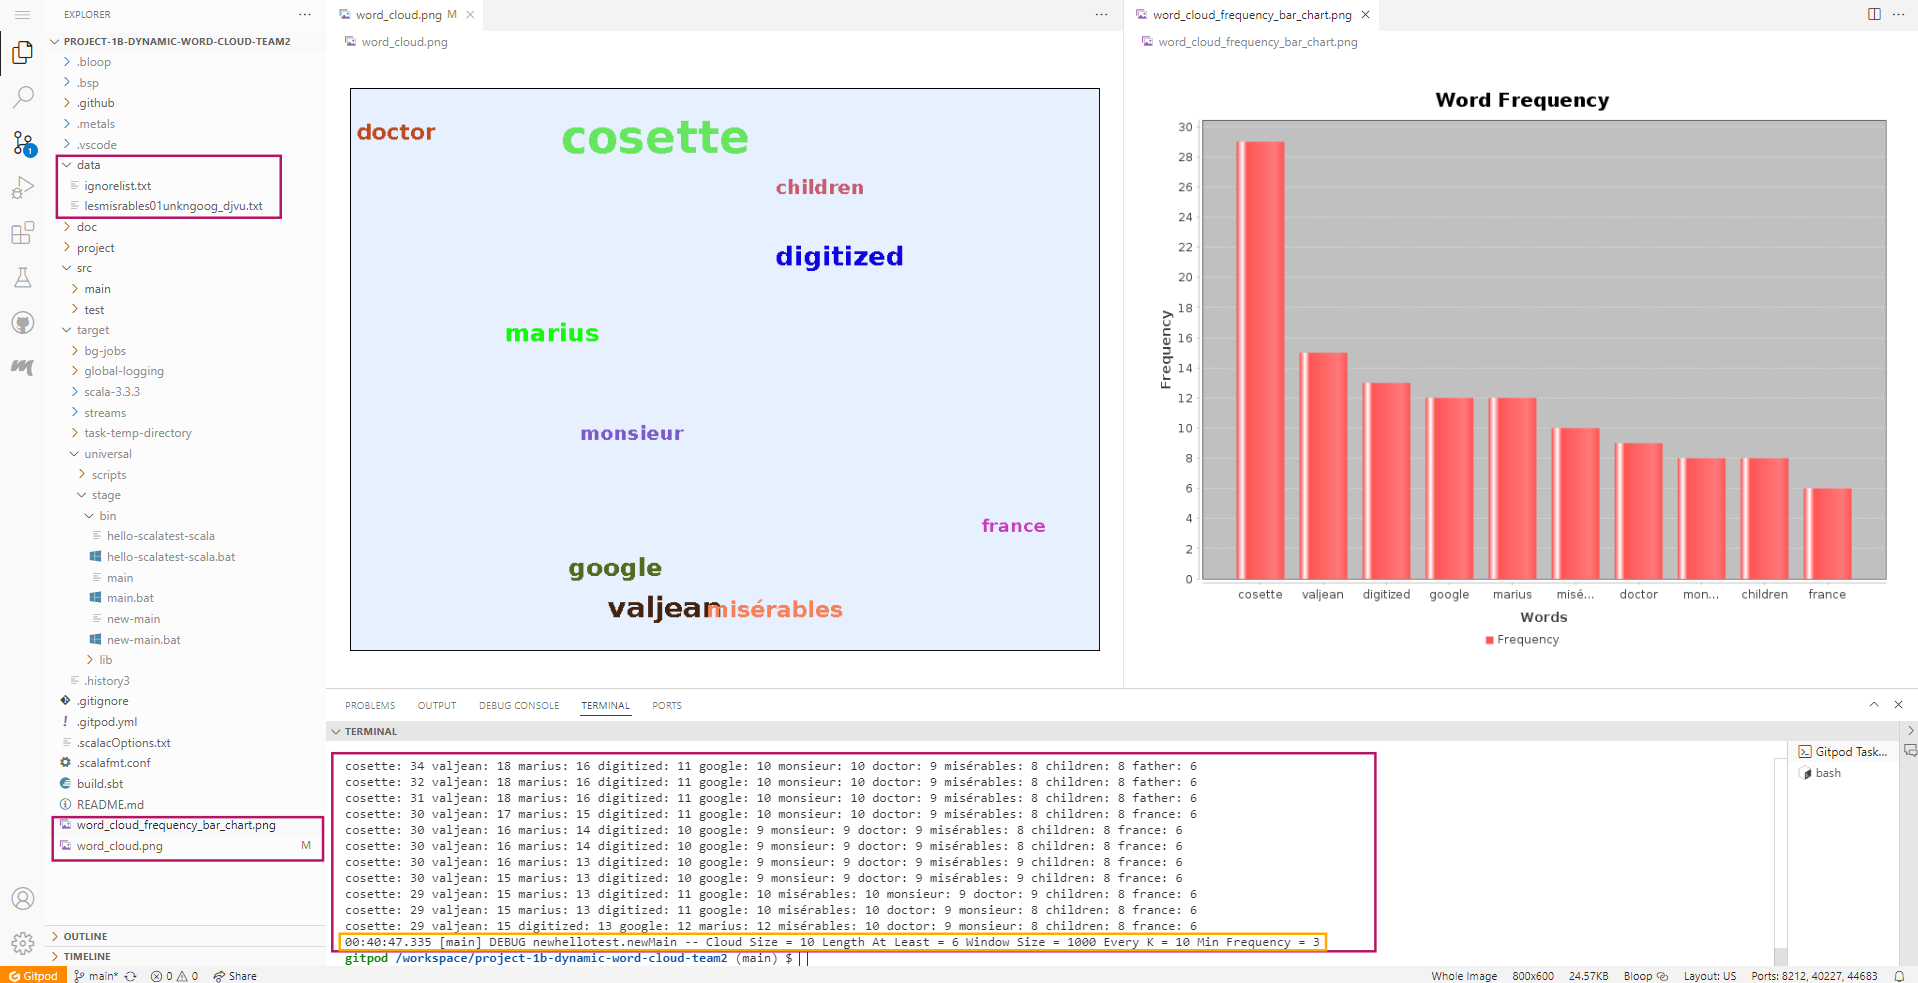 EXPLORER
PROJECT-1B-DYNAMIC-WORD-CLOUD-TEAM2
.bloop
.bsp
.github
.metals
.vscode
data
ignorelist.txt
lesmisrables01unkngoog_djvu.txt
doc
project
src
main
test
target
bg-jobs
global-logging
scala-3.3.3
streams
task-temp-directory
universal
scripts
stage
bin
hello-scalatest-scala
hello-scalatest-scala.bat
main
main.bat
new-main
new-main.bat
lib
.history3
.gitignore
.gitpod.yml
.scalacOptions.txt
.scalafmt.conf
build.sbt
README.md
word_cloud_frequency_bar_chart.png
word_cloud.png M
OUTLINE
TIMELINE
1
word_cloud.png M
word_cloud.png
doctor
cosette
children
digitized
marius
monsieur
france
google
valjean
misérables
word_cloud_frequency_bar_chart.png
word_cloud_frequency_bar_chart.png
Word Frequency
30
28
26
24
22
20
18
16
14
12
10
8
6
4
2
0
Frequency
cosette valjean digitized google marius misé... doctor mon... children france
Words
Frequency
PROBLEMS OUTPUT DEBUG CONSOLE TERMINAL PORTS
TERMINAL
cosette: 34 valjean: 18 marius: 16 digitized: 11 google: 10 monsieur: 10 doctor: 9 misérables: 8 children: 8 father: 6
cosette: 32 valjean: 18 marius: 16 digitized: 11 google: 10 monsieur: 10 doctor: 9 misérables: 8 children: 8 father: 6
cosette: 31 valjean: 18 marius: 16 digitized: 11 google: 10 monsieur: 10 doctor: 9 misérables: 8 children: 8 father: 6
cosette: 30 valjean: 17 marius: 15 digitized: 11 google: 10 monsieur: 10 doctor: 9 misérables: 8 children: 8 france: 6
cosette: 30 valjean: 16 marius: 14 digitized: 10 google: 9 monsieur: 9 doctor: 9 misérables: 8 children: 8 france: 6
cosette: 30 valjean: 16 marius: 14 digitized: 10 google: 9 monsieur: 9 doctor: 9 misérables: 8 children: 8 france: 6
cosette: 30 valjean: 16 marius: 13 digitized: 10 google: 9 monsieur: 9 doctor: 9 misérables: 9 children: 8 france: 6
cosette: 30 valjean: 15 marius: 13 digitized: 10 google: 9 monsieur: 9 doctor: 9 misérables: 9 children: 8 france: 6
cosette: 29 valjean: 15 marius: 13 digitized: 11 google: 10 misérables: 10 monsieur: 9 doctor: 9 children: 8 france: 6
cosette: 29 valjean: 15 marius: 13 digitized: 11 google: 10 misérables: 10 doctor: 9 monsieur: 8 children: 8 france: 6
cosette: 29 valjean: 15 digitized: 13 google: 12 marius: 12 misérables: 10 doctor: 9 monsieur: 8 children: 8 france: 6
00:40:47.335 [main] DEBUG newhellotest.newMain -- Cloud Size = 10 Length At Least = 6 Window Size = 1000 Every K = 10 Min Frequency = 3
gitpod /workspace/project-1b-dynamic-word-cloud-team2 (main) $
Gitpod Task...
bash
Gitpod main* 0 0 Share
Whole Image 800x600 24.57KB Bloop Layout: US Ports: 8212, 40227, 44683